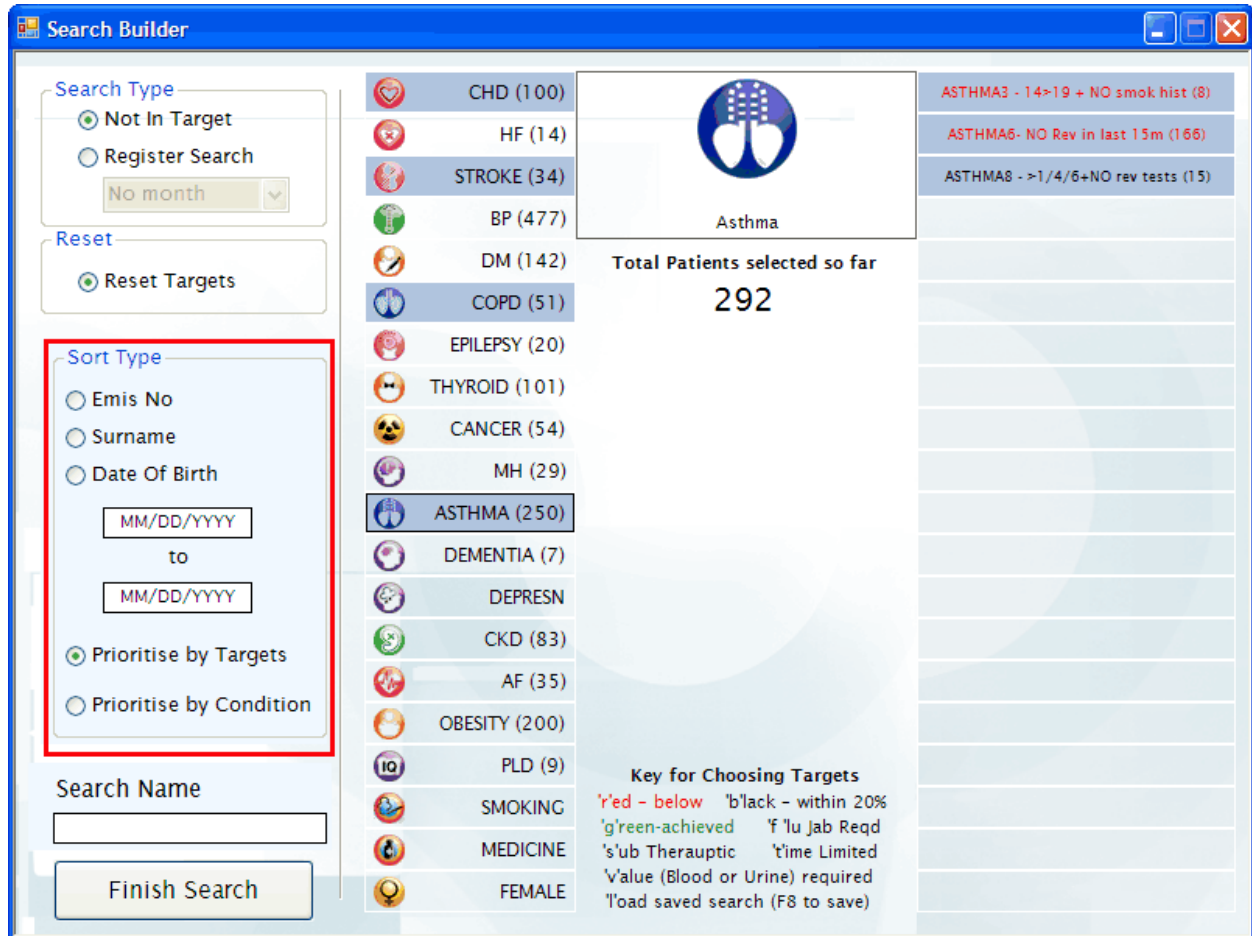 Search Builder
Search Type
Not In Target
Register Search
No month
Reset
Reset Targets
Sort Type
Emis No
Surname
Date Of Birth
MM/DD/YYYY
to
MM/DD/YYYY
Prioritise by Targets
Prioritise by Condition
Search Name
Finish Search
CHD (100)
HF (14)
STROKE (34)
BP (477)
DM (142)
COPD (51)
EPILEPSY (20)
THYROID (101)
CANCER (54)
MH (29)
ASTHMA (250)
DEMENTIA (7)
DEPRESN
CKD (83)
AF (35)
OBESITY (200)
IQ PLD (9)
SMOKING
MEDICINE
FEMALE
Asthma
Total Patients selected so far
292
Key for Choosing Targets
'r'ed – below 'b'lack – within 20%
'g'reen-achieved 'f 'lu Jab Reqd
's'ub Therauptic 't'ime Limited
'v'alue (Blood or Urine) required
'l'oad saved search (F8 to save)
ASTHMA3 - 14>19 + NO smok hist (8)
ASTHMA6- NO Rev in last 15m (166)
ASTHMA8 - >1/4/6+NO rev tests (15)